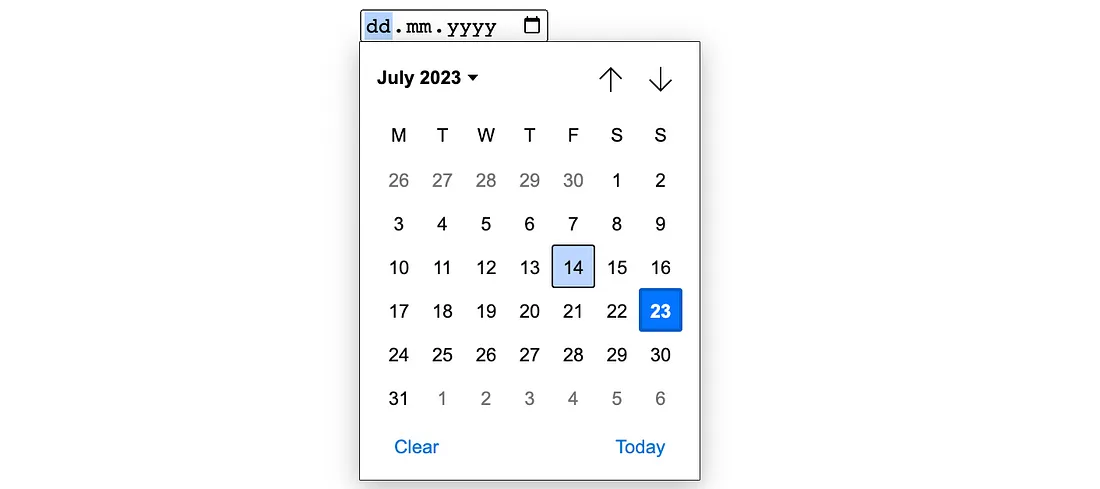 dd.mm.yyyy
July 2023
M T W T F S S
26 27 28 29 30 1 2
3 4 5 6 7 8 9
10 11 12 13 14 15 16
17 18 19 20 21 22 23
24 25 26 27 28 29 30
31 1 2 3 4 5 6
Clear Today